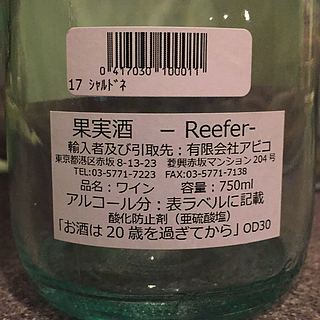 0 417030 100011
17 ｼｬﾙﾄﾞﾈ
果実酒 － Reefer-
輸入者及び引取先：有限会社アピコ
東京都港区赤坂 8-13-23 菱興赤坂マンション 204 号
TEL:03-5771-7223 FAX:03-5771-7138
品名：ワイン 容量：750ml
アルコール分：表ラベルに記載
酸化防止剤（亜硫酸塩）
「お酒は 20 歳を過ぎてから」OD30